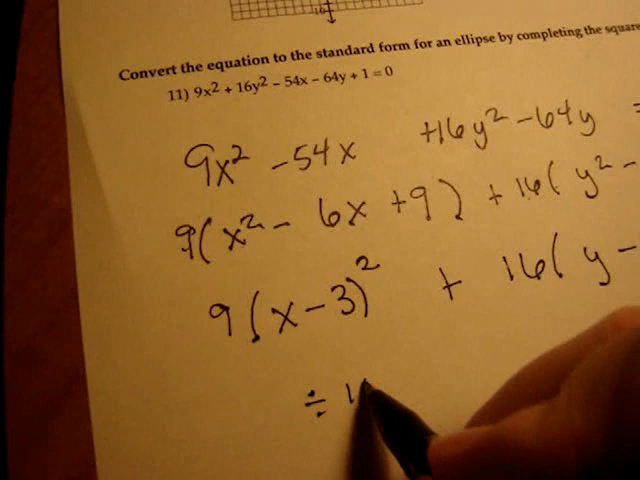 Convert the equation to the standard form for an ellipse by completing the square
11) 9x² + 16y² − 54x − 64y + 1 = 0
9x² − 54x +16y² − 64y =
9(x² − 6x + 9) + 16(y² −
9(x − 3)² + 16(y −
÷ 1